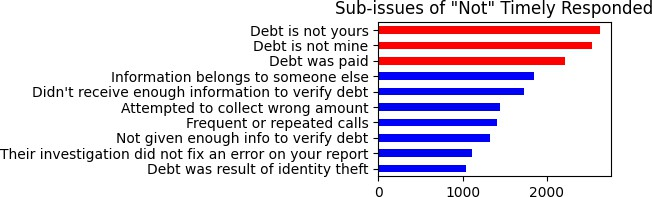 Sub-issues of "Not" Timely Responded
Debt is not yours
Debt is not mine
Debt was paid
Information belongs to someone else
Didn't receive enough information to verify debt
Attempted to collect wrong amount
Frequent or repeated calls
Not given enough info to verify debt
Their investigation did not fix an error on your report
Debt was result of identity theft
0 1000 2000